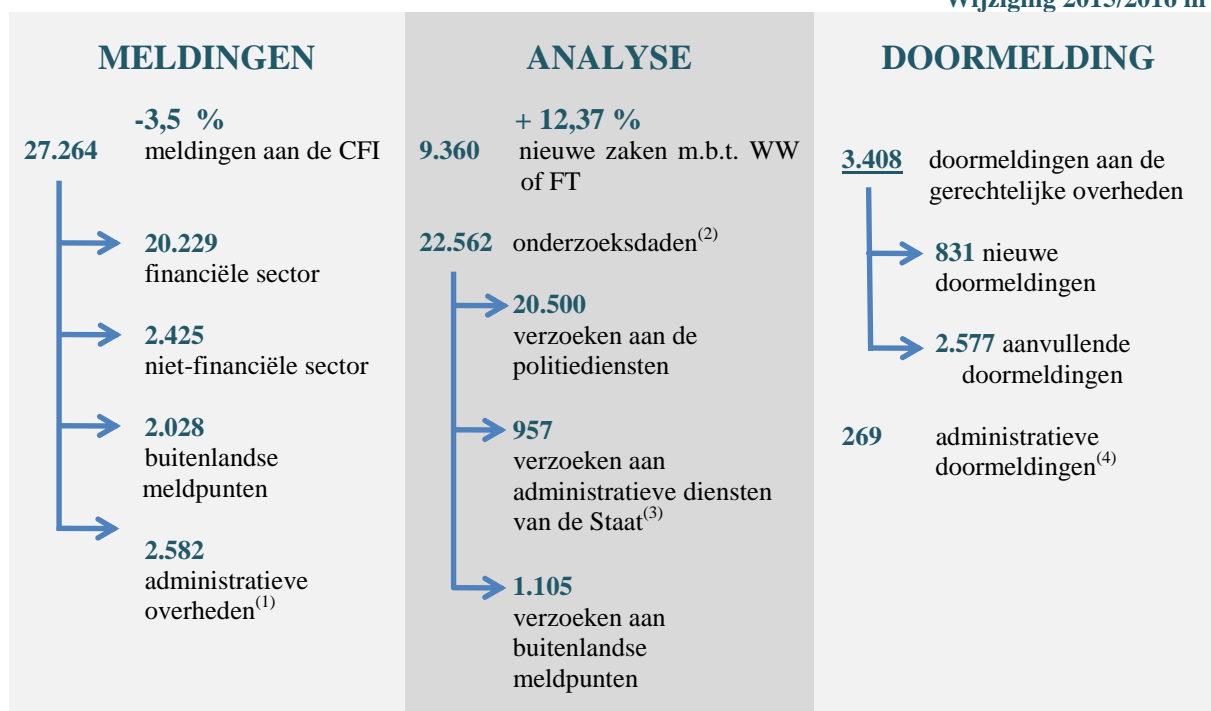 Wijziging 2015/2016 in
MELDINGEN
-3,5 %
27.264 meldingen aan de CFI
20.229
financiële sector
2.425
niet-financiële sector
2.028
buitenlandse
meldpunten
2.582
administratieve
overheden(1)
ANALYSE
+ 12,37 %
9.360 nieuwe zaken m.b.t. WW
of FT
22.562 onderzoeksdaden(2)
20.500
verzoeken aan de
politiediensten
957
verzoeken aan
administratieve diensten
van de Staat(3)
1.105
verzoeken aan
buitenlandse
meldpunten
DOORMELDING
3.408 doormeldingen aan de
gerechtelijke overheden
831 nieuwe
doormeldingen
2.577 aanvullende
doormeldingen
269 administratieve
doormeldingen(4)